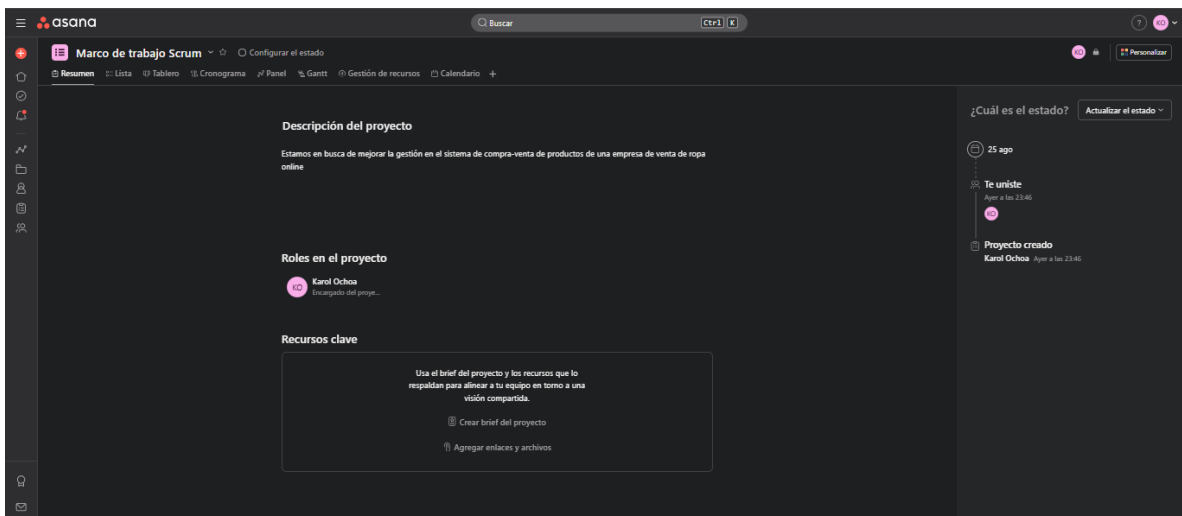 asana
Buscar
Ctrl K
?
KO
Marco de trabajo Scrum
Configurar el estado
KO
Personalizar
Resumen
Lista
Tablero
Cronograma
Panel
Gantt
Gestión de recursos
Calendario
+
Descripción del proyecto
Estamos en busca de mejorar la gestión en el sistema de compra-venta de productos de una empresa de venta de ropa
online
Roles en el proyecto
KO
Karol Ochoa
Encargado del proye...
Recursos clave
Usa el brief del proyecto y los recursos que lo
respaldan para alinear a tu equipo en torno a una
visión compartida.
Crear brief del proyecto
Agregar enlaces y archivos
¿Cuál es el estado?
Actualizar el estado
25 ago
Te uniste
Ayer a las 23:46
KO
Proyecto creado
Karol Ochoa Ayer a las 23:46